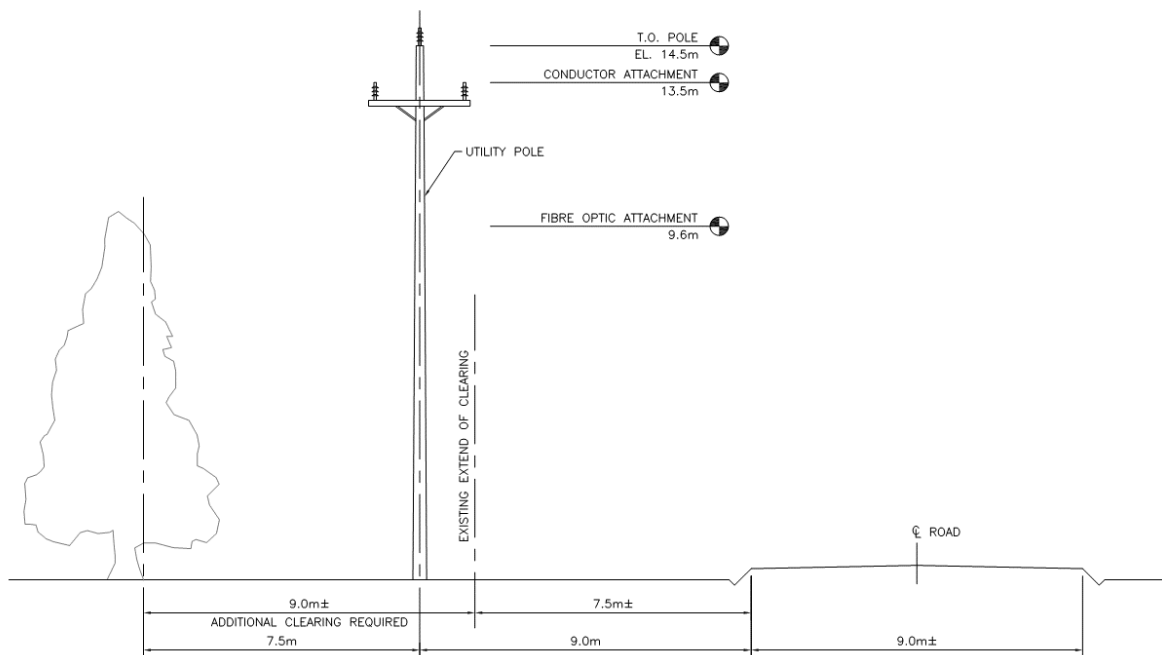 T.O. POLE
EL. 14.5m
CONDUCTOR ATTACHMENT
13.5m
UTILITY POLE
FIBRE OPTIC ATTACHMENT
9.6m
EXISTING EXTEND OF CLEARING
℄ ROAD
9.0m±
7.5m±
ADDITIONAL CLEARING REQUIRED
7.5m
9.0m
9.0m±